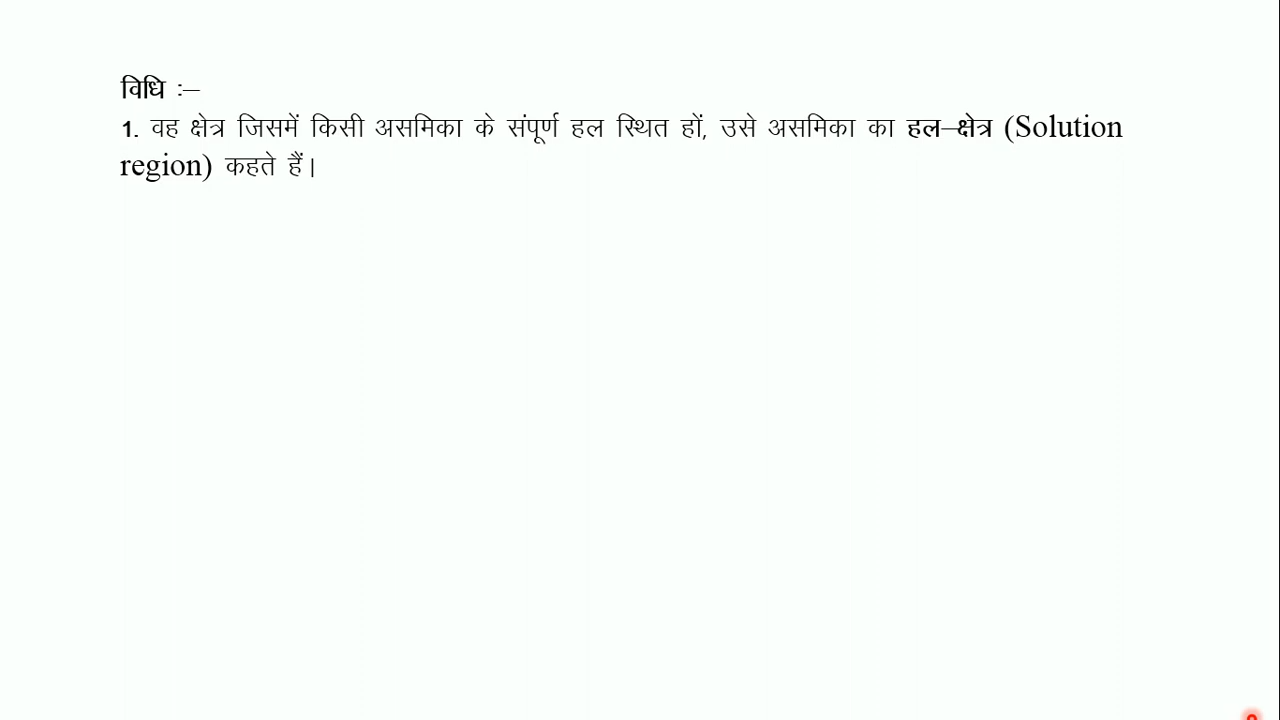 विधि :–
1. वह क्षेत्र जिसमें किसी असमिका के संपूर्ण हल स्थित हों, उसे असमिका का हल–क्षेत्र (Solution
region) कहते हैं।